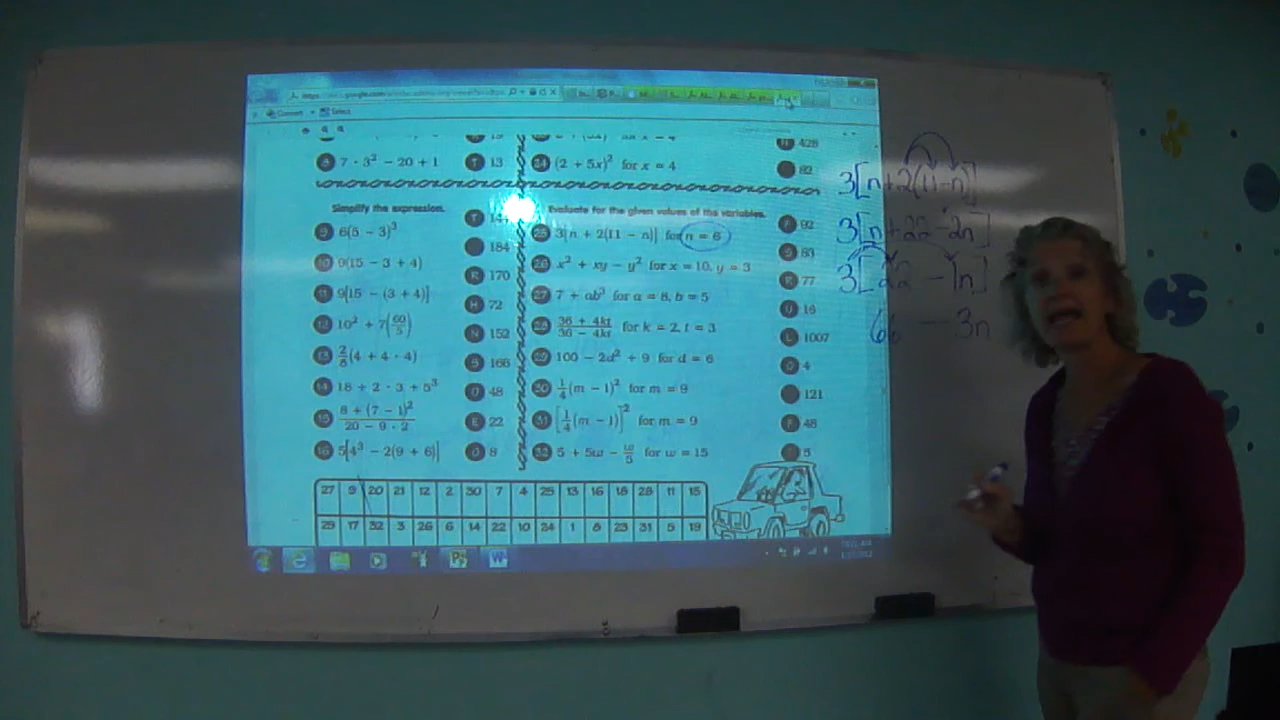 Convert Select
8 7 · 3² − 20 + 1
T 13
24 (2 + 5x)² for x = 4
N 428
82
Simplify the expression.
9 6(5 − 3)³
10 9(15 − 3 + 4)
11 9[15 − (3 + 4)]
12 10² + 7(60/5)
13 2/5(4 + 4 · 4)
14 18 + 2 · 3 + 5³
15 8 + (7 − 1)² / 20 − 9 · 2
16 5[4³ − 2(9 + 6)]
184
R 170
H 72
N 152
S 166
48
E 22
8
Evaluate for the given values of the variables.
25 3[n + 2(11 − n)] for n = 6
26 x² + xy − y² for x = 10, y = 3
27 7 + ab³ for a = 8, b = 5
28 36 + 4kt / 36 − 4kt for k = 2, t = 3
29 100 − 2d² + 9 for d = 6
30 1/4(m − 1)² for m = 9
31 [1/4(m − 1)]² for m = 9
32 5 + 5w − w/5 for w = 15
92
83
77
16
1007
4
121
48
5
27 9 20 21 12 2 30 7 4 25 13 16 18 28 11 15
29 17 32 3 26 6 14 22 10 24 1 8 23 31 5 19
3[n+2(11−n)]
3[n+22−2n]
3[22 − 1n]
66 − 3n